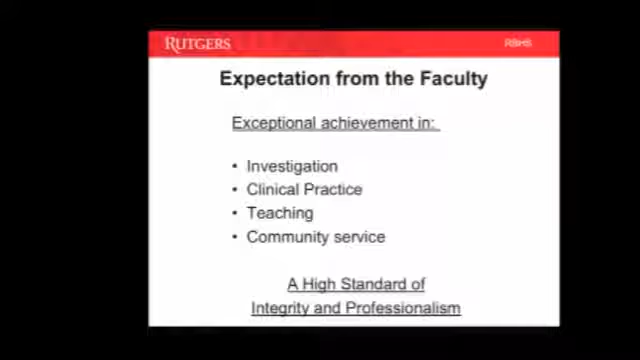 RUTGERS
RBHS
Expectation from the Faculty
Exceptional achievement in:
• Investigation
• Clinical Practice
• Teaching
• Community service
A High Standard of
Integrity and Professionalism